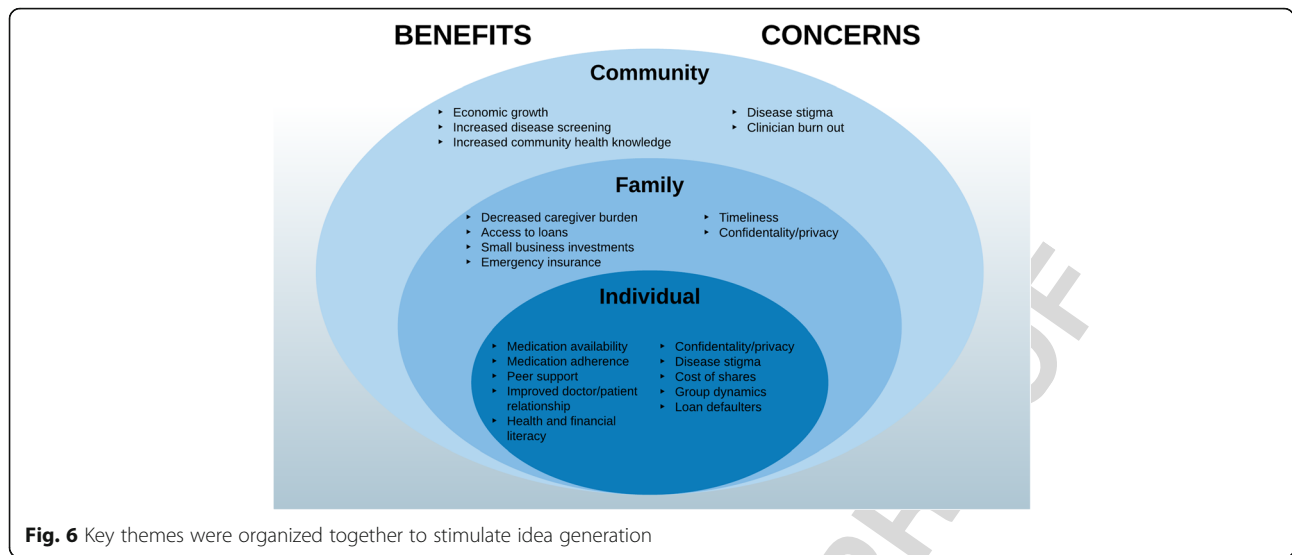 BENEFITS
CONCERNS
Community
‣ Economic growth
‣ Increased disease screening
‣ Increased community health knowledge
‣ Disease stigma
‣ Clinician burn out
Family
‣ Decreased caregiver burden
‣ Access to loans
‣ Small business investments
‣ Emergency insurance
‣ Timeliness
‣ Confidentality/privacy
Individual
‣ Medication availability
‣ Medication adherence
‣ Peer support
‣ Improved doctor/patient
relationship
‣ Health and financial
literacy
‣ Confidentality/privacy
‣ Disease stigma
‣ Cost of shares
‣ Group dynamics
‣ Loan defaulters
Fig. 6 Key themes were organized together to stimulate idea generation
OF